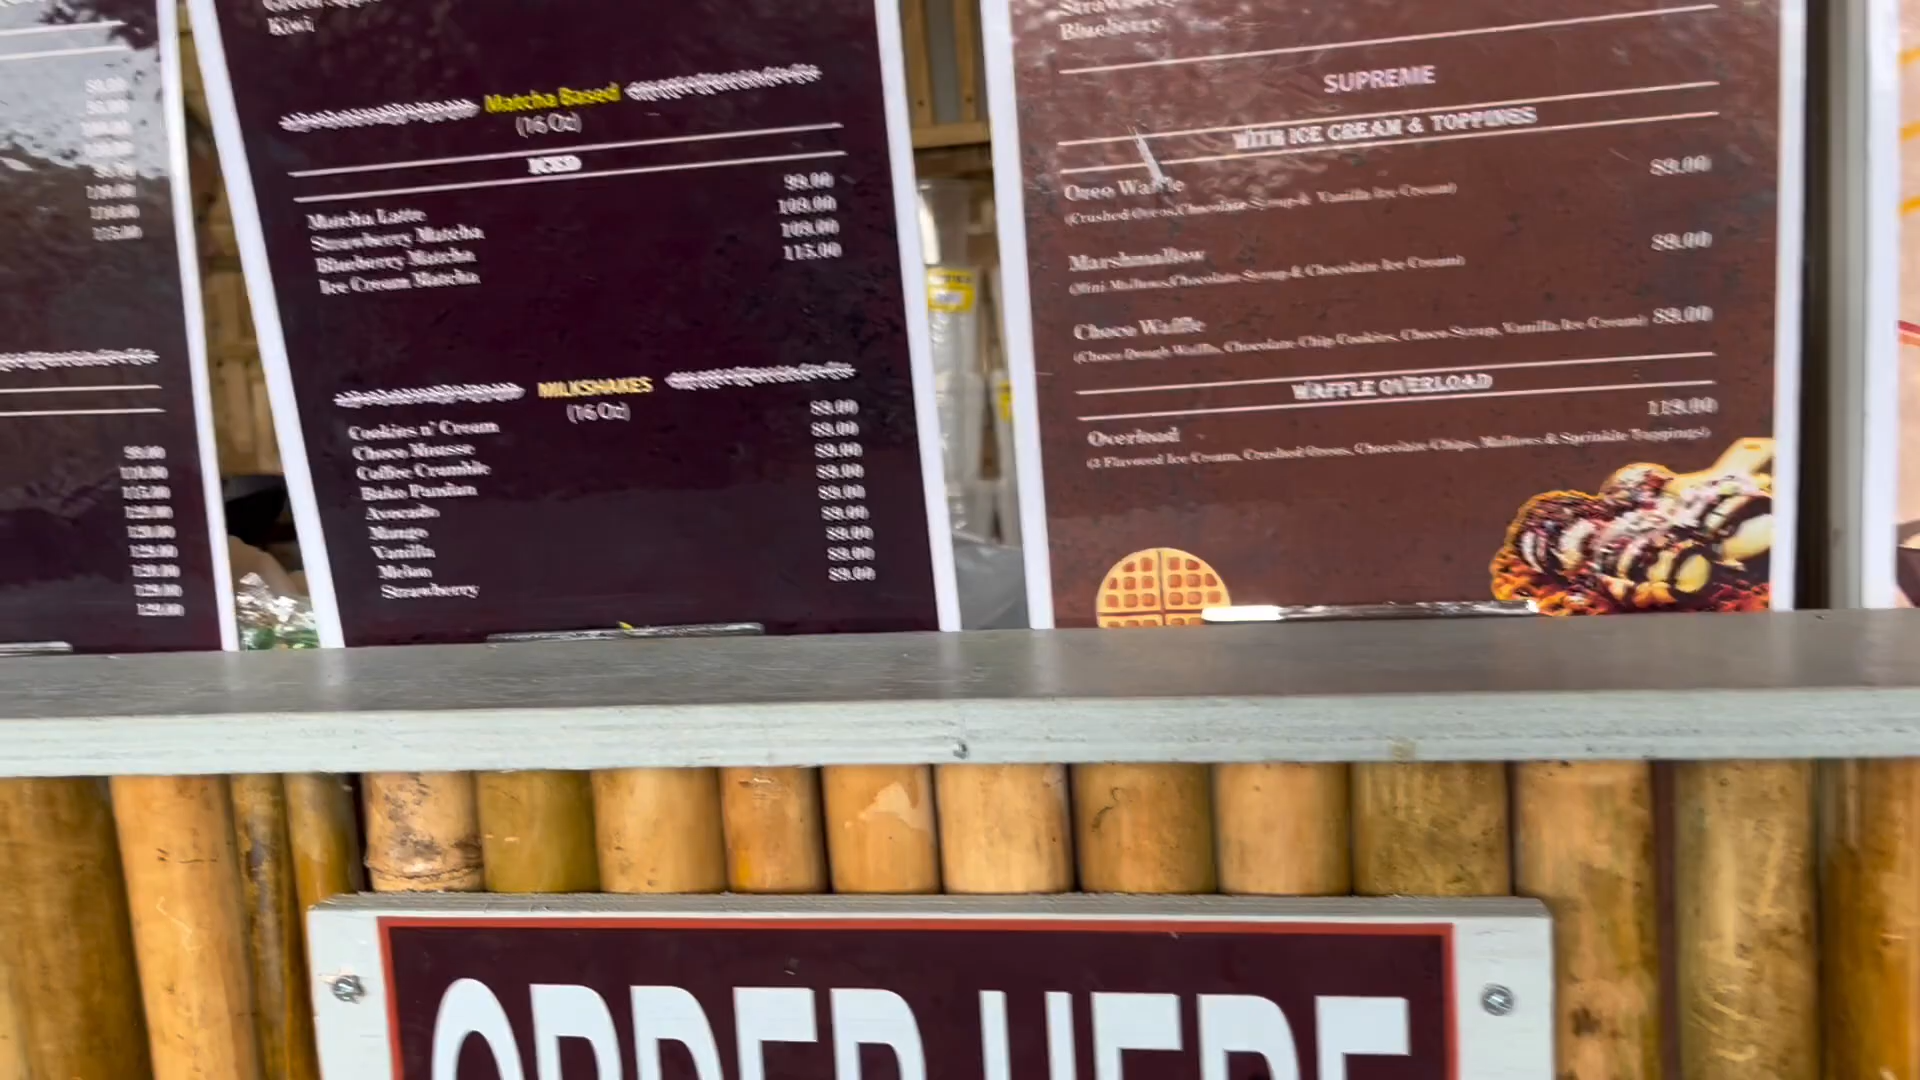 Kiwi
Matcha Based
(16 Oz)
ICED
Matcha Latte 99.00
Strawberry Matcha 109.00
Blueberry Matcha 109.00
Ice Cream Matcha 115.00
MILKSHAKES
(16 Oz)
Cookies n' Cream 89.00
Choco Mousse 89.00
Coffee Crumble 89.00
Buko Pandan 89.00
Avocado 89.00
Mango 89.00
Vanilla 89.00
Melon 89.00
Strawberry 89.00
Strawberry
Blueberry
SUPREME
WITH ICE CREAM & TOPPINGS
Oreo Waffle 89.00
(Crushed Oreos, Chocolate Syrup & Vanilla Ice Cream)
Marshmallow 89.00
(Mini Mallows, Chocolate Syrup & Chocolate Ice Cream)
Choco Waffle 89.00
(Choco Dough Waffle, Chocolate Chip Cookies, Choco Syrup, Vanilla Ice Cream)
WAFFLE OVERLOAD
Overload 119.00
(3 Flavored Ice Cream, Crushed Oreos, Chocolate Chips, Mallows & Sprinkle Toppings)
ORDER HERE